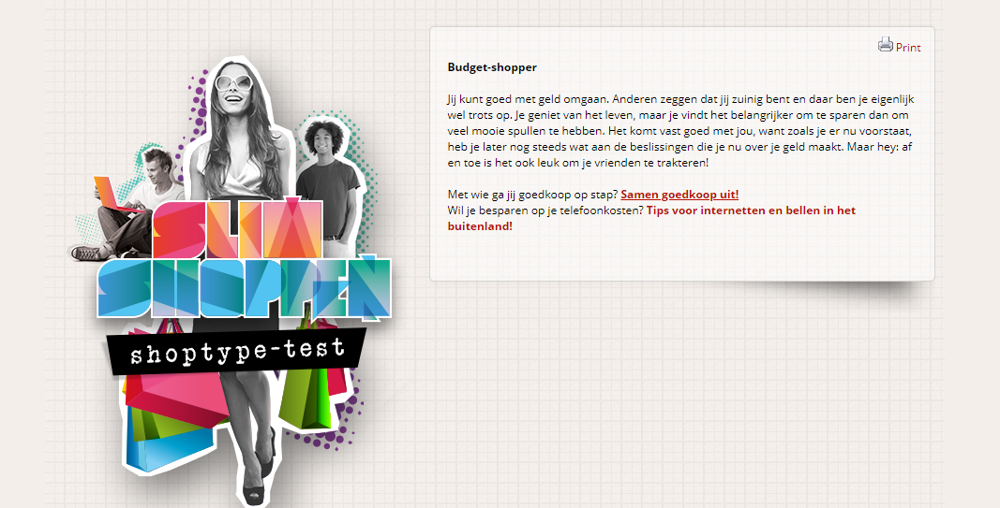 Print
Budget-shopper
Jij kunt goed met geld omgaan. Anderen zeggen dat jij zuinig bent en daar ben je eigenlijk
wel trots op. Je geniet van het leven, maar je vindt het belangrijker om te sparen dan om
veel mooie spullen te hebben. Het komt vast goed met jou, want zoals je er nu voorstaat,
heb je later nog steeds wat aan de beslissingen die je nu over je geld maakt. Maar hey: af
en toe is het ook leuk om je vrienden te trakteren!
Met wie ga jij goedkoop op stap? Samen goedkoop uit!
Wil je besparen op je telefoonkosten? Tips voor internetten en bellen in het
buitenland!
SLIM
SHOPPEN
shoptype-test